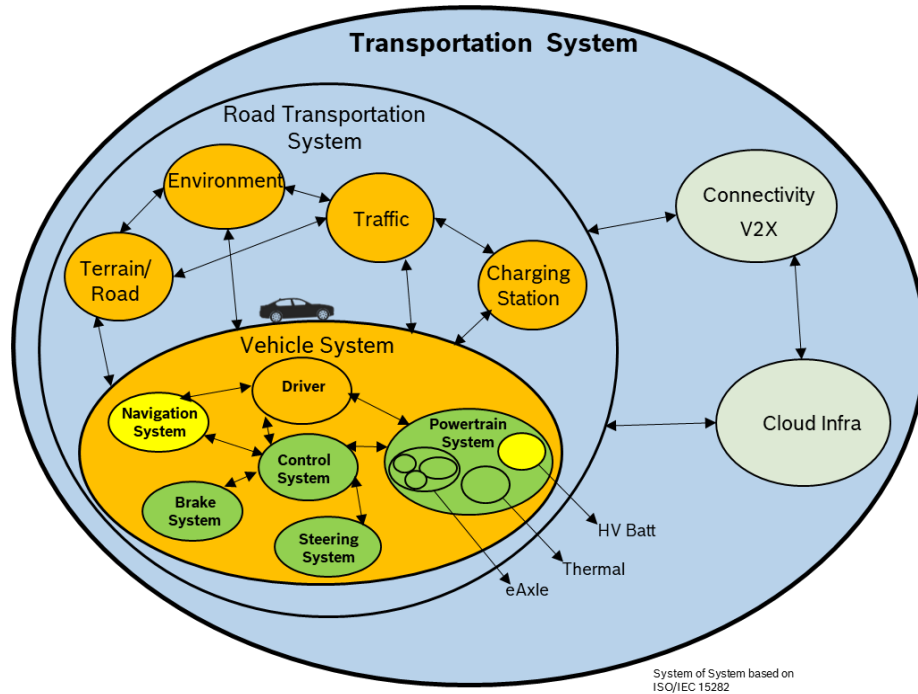 Transportation System
Road Transportation
System
Environment
Traffic
Terrain/
Road
Charging
Station
Connectivity
V2X
Cloud Infra
Vehicle System
Driver
Navigation
System
Powertrain
System
Control
System
Brake
System
Steering
System
HV Batt
Thermal
eAxle
System of System based on
ISO/IEC 15282